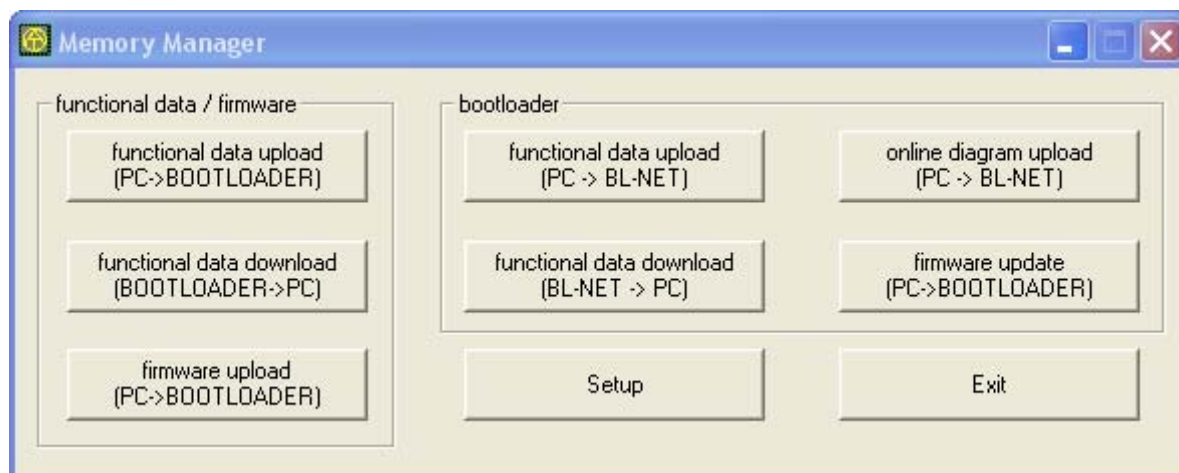 Memory Manager
functional data / firmware
functional data upload
(PC->BOOTLOADER)
functional data download
(BOOTLOADER->PC)
firmware upload
(PC->BOOTLOADER)
bootloader
functional data upload
(PC -> BL-NET)
online diagram upload
(PC -> BL-NET)
functional data download
(BL-NET -> PC)
firmware update
(PC->BOOTLOADER)
Setup
Exit